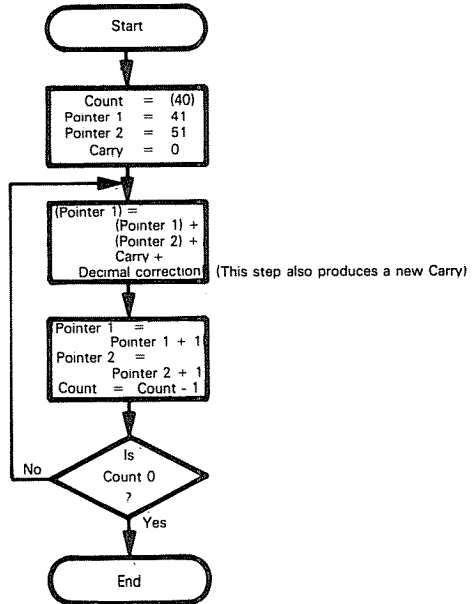 Start
Count = (40)
Pointer 1 = 41
Pointer 2 = 51
Carry = 0
(Pointer 1) =
(Pointer 1) +
(Pointer 2) +
Carry +
Decimal correction (This step also produces a new Carry)
Pointer 1 =
Pointer 1 + 1
Pointer 2 =
Pointer 2 + 1
Count = Count - 1
Is
Count 0
?
No
Yes
End